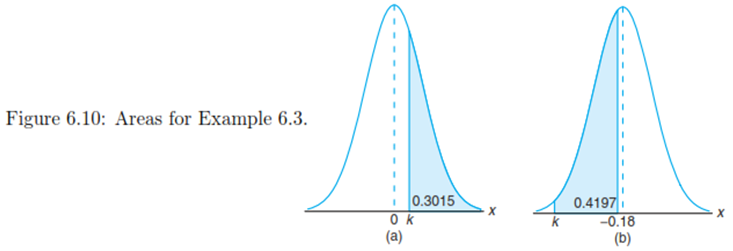 Figure 6.10: Areas for Example 6.3.
0.3015
x
0 k
(a)
0.4197
x
k
−0.18
(b)